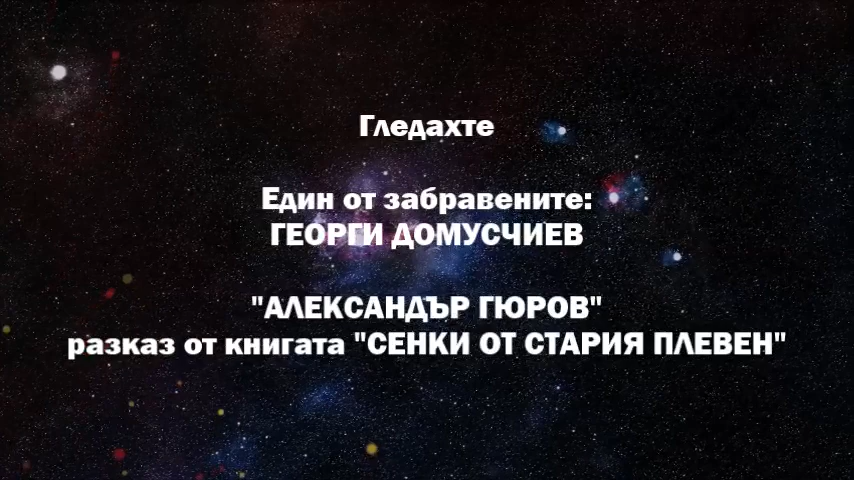 Гледахте
Един от забравените:
ГЕОРГИ ДОМУСЧИЕВ
"АЛЕКСАНДЪР ГЮРОВ"
разказ от книгата "СЕНКИ ОТ СТАРИЯ ПЛЕВЕН"